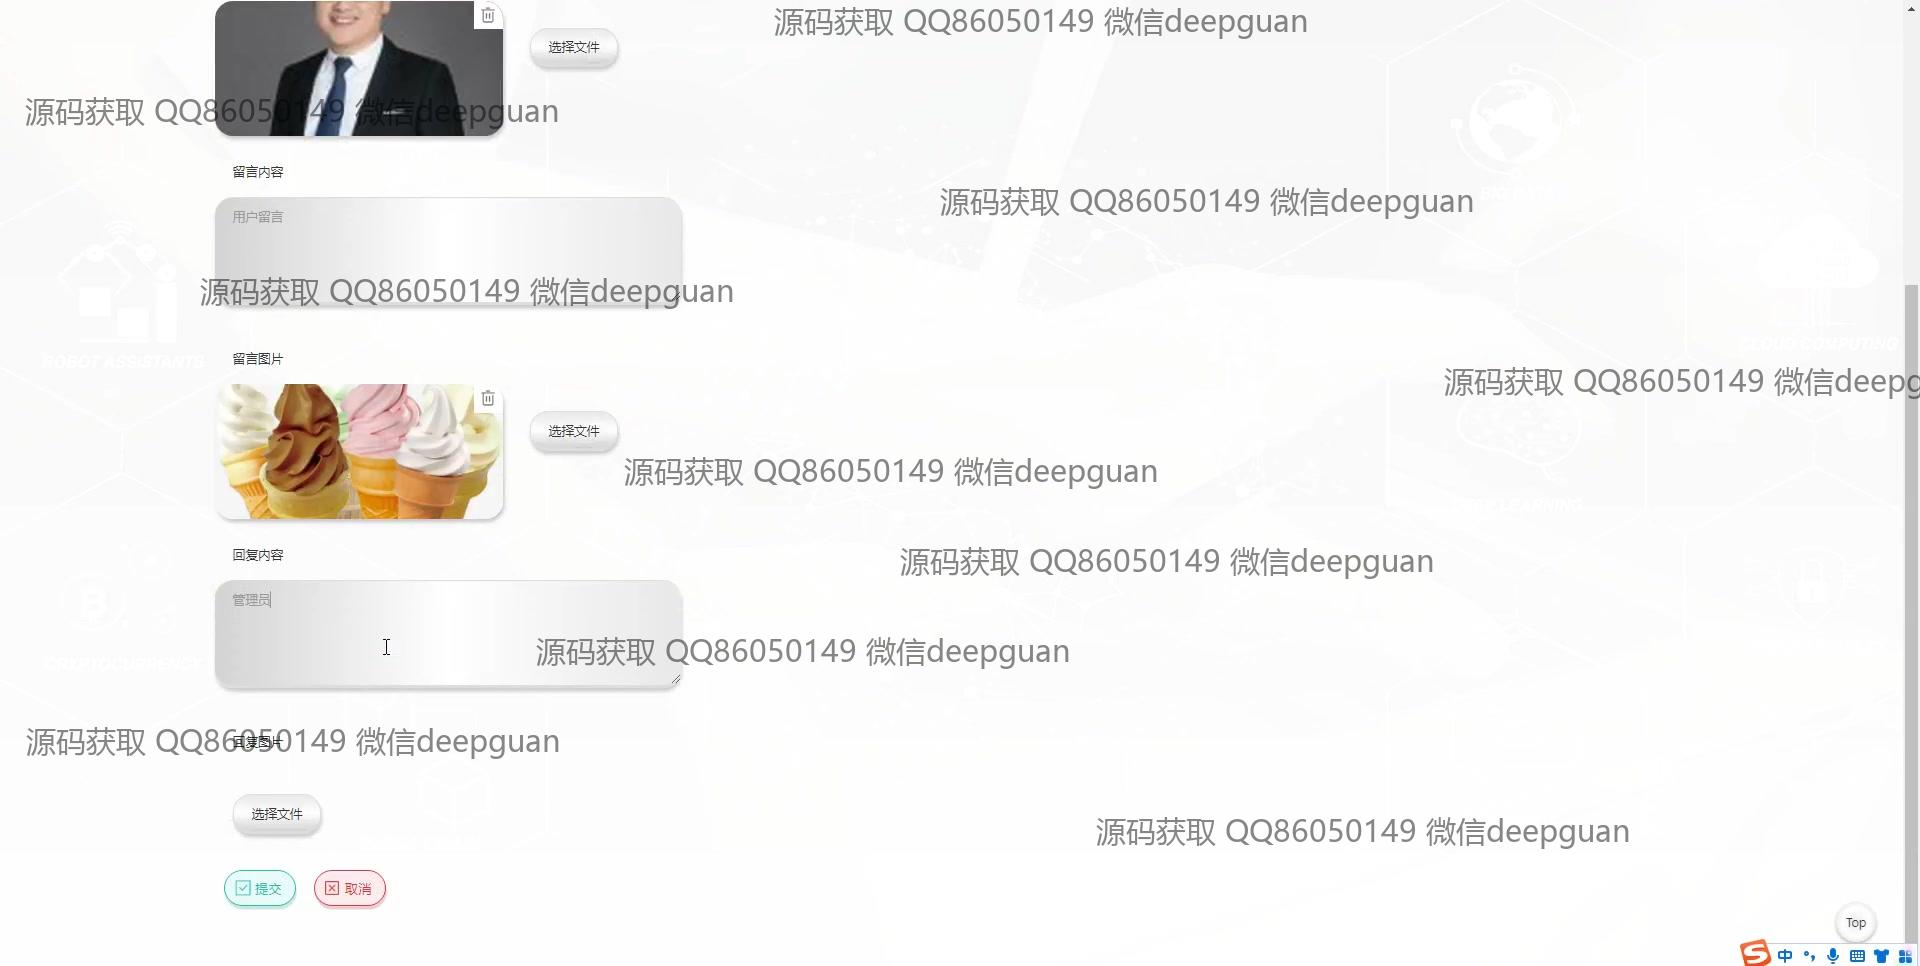 源码获取 QQ86050149 微信deepguan
选择文件
源码获取 QQ86050149 微信deepguan
留言内容
源码获取 QQ86050149 微信deepguan
用户留言
源码获取 QQ86050149 微信deepguan
ROBOT ASSISTANTS
CLOUD COMPUTING
留言图片
源码获取 QQ86050149 微信deepg
选择文件
源码获取 QQ86050149 微信deepguan
回复内容
源码获取 QQ86050149 微信deepguan
管理员
B
源码获取 QQ86050149 微信deepguan
CRYPTOCURRENCY
源码获取 QQ86050149 微信deepguan
回复图片
选择文件
源码获取 QQ86050149 微信deepguan
提交
取消
Top
S 中